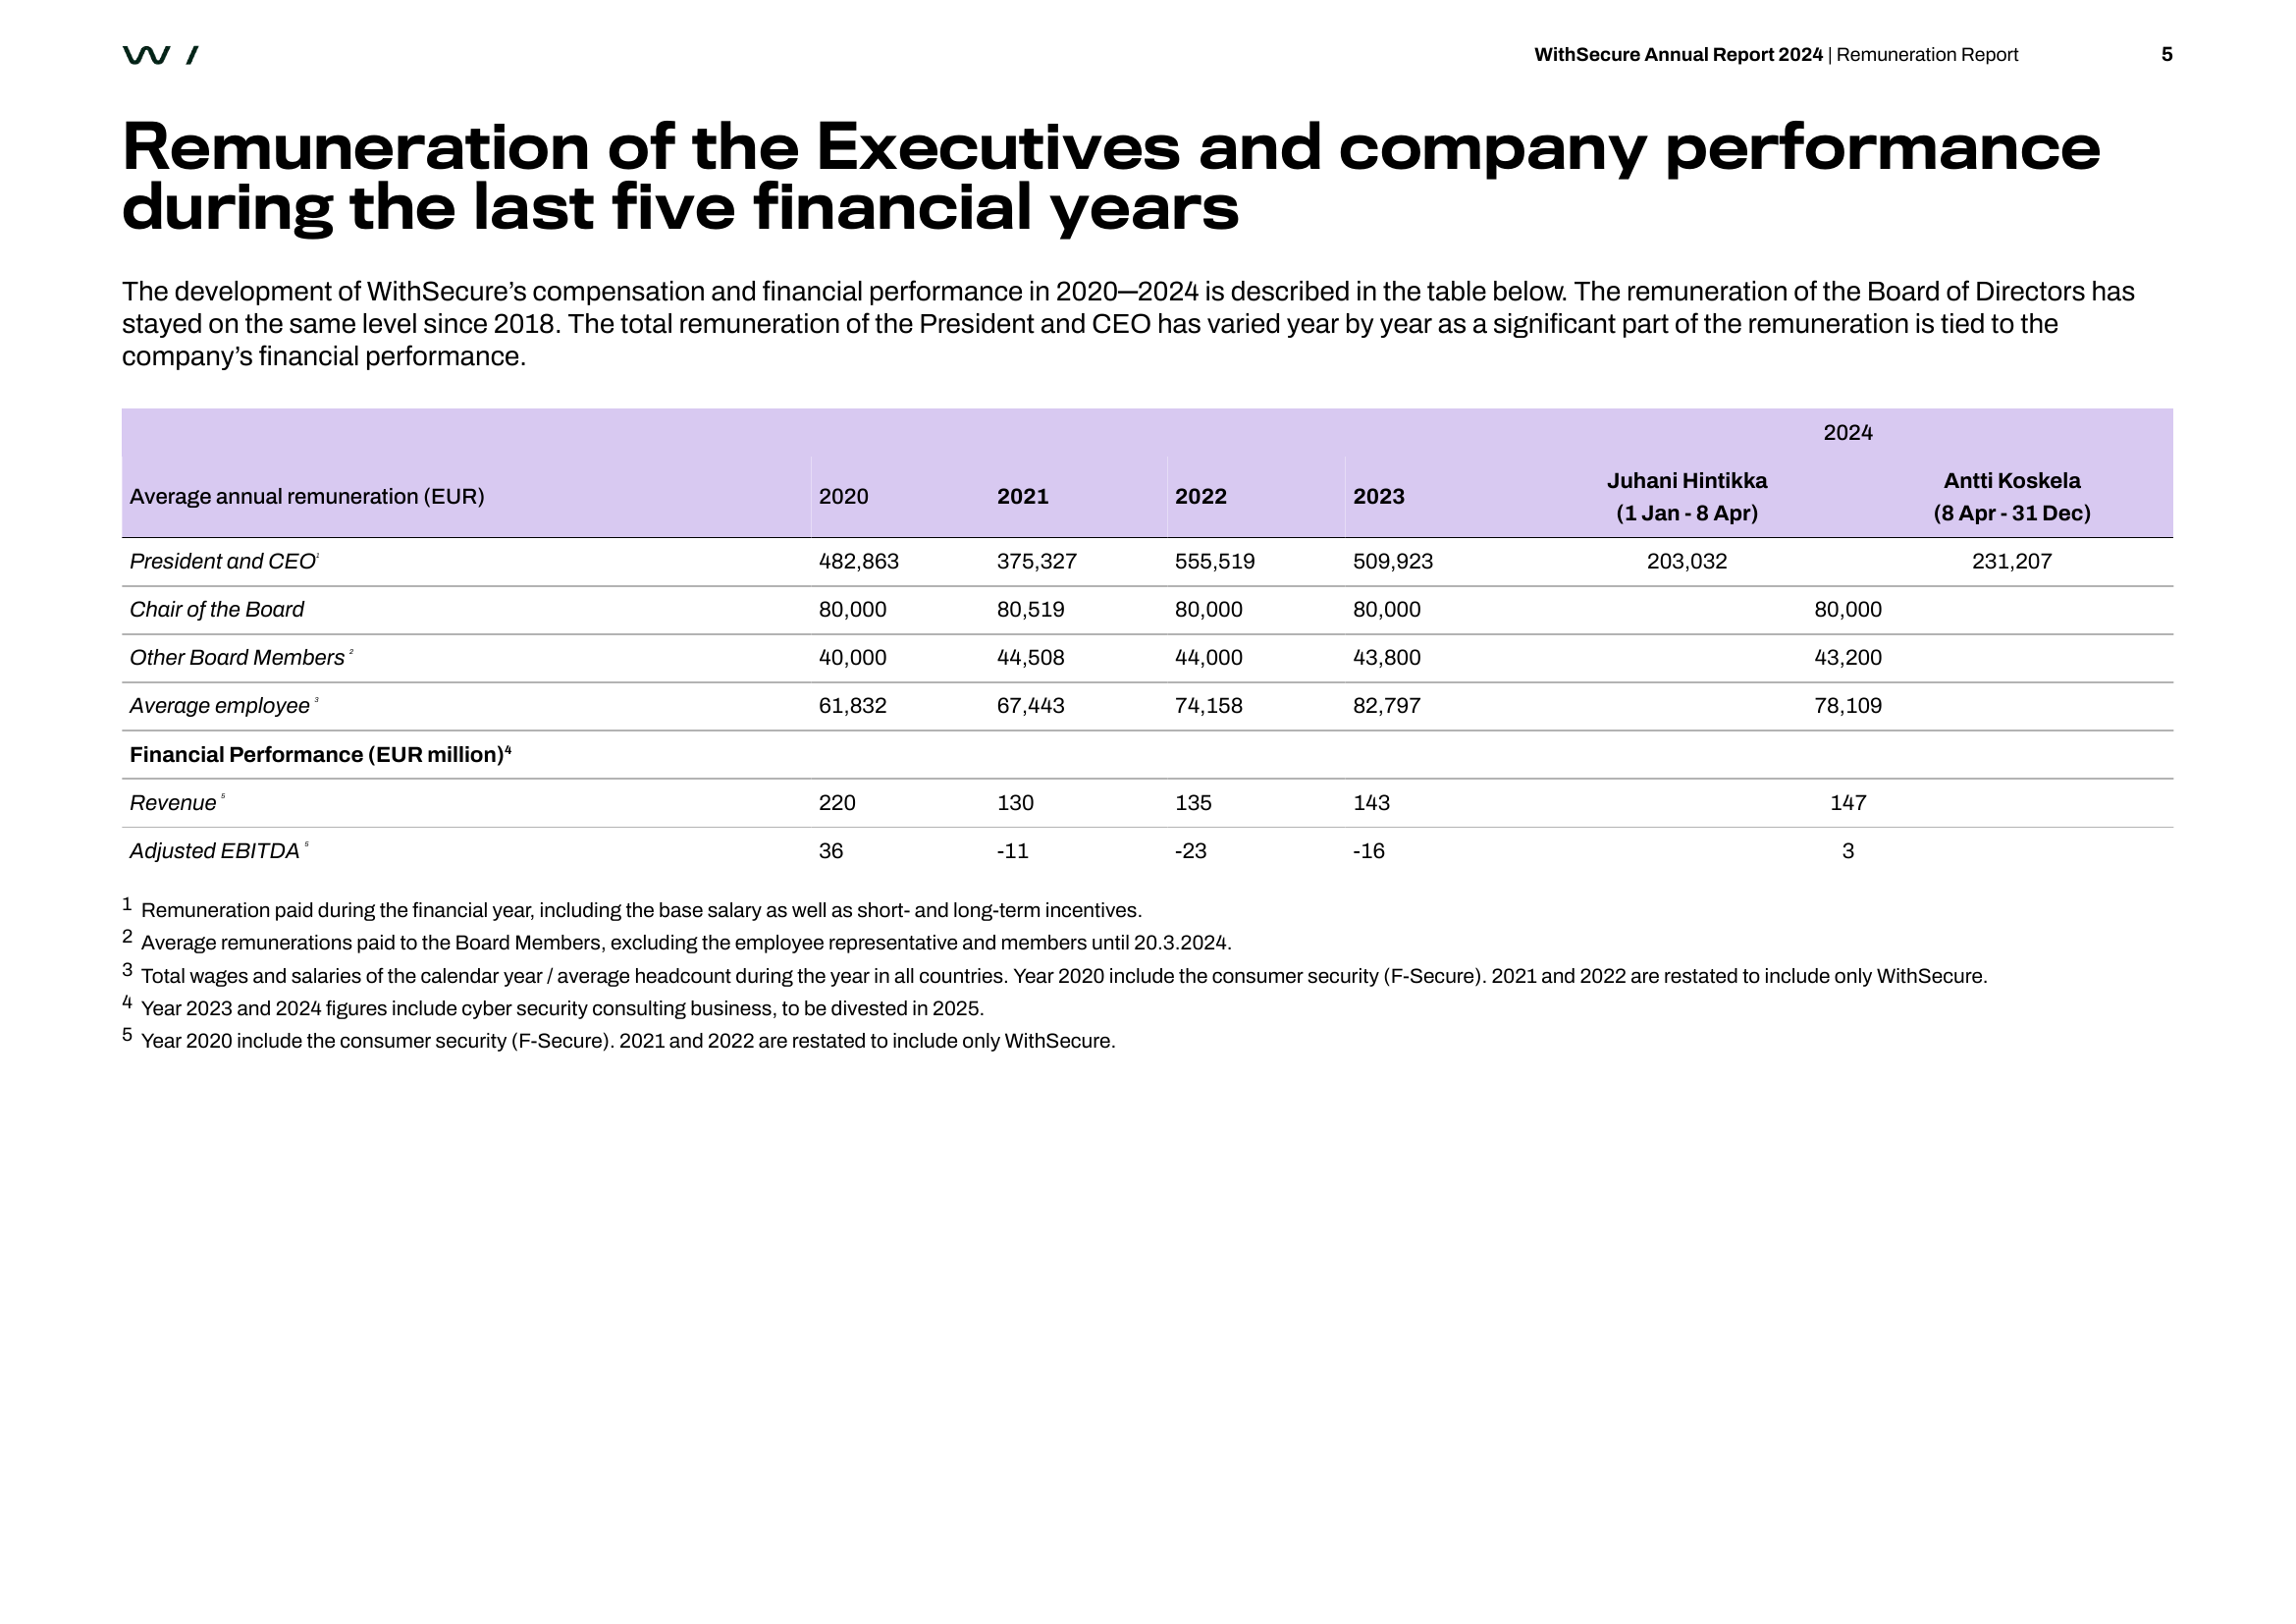 W /
WithSecure Annual Report 2024 | Remuneration Report 5
Remuneration of the Executives and company performance
during the last five financial years
The development of WithSecure’s compensation and financial performance in 2020—2024 is described in the table below. The remuneration of the Board of Directors has
stayed on the same level since 2018. The total remuneration of the President and CEO has varied year by year as a significant part of the remuneration is tied to the
company’s financial performance.
2024
Average annual remuneration (EUR) 2020 2021 2022 2023 Juhani Hintikka (1 Jan - 8 Apr) Antti Koskela (8 Apr - 31 Dec)
President and CEO¹ 482,863 375,327 555,519 509,923 203,032 231,207
Chair of the Board 80,000 80,519 80,000 80,000 80,000
Other Board Members ² 40,000 44,508 44,000 43,800 43,200
Average employee ³ 61,832 67,443 74,158 82,797 78,109
Financial Performance (EUR million)⁴
Revenue ⁵ 220 130 135 143 147
Adjusted EBITDA ⁵ 36 -11 -23 -16 3
1 Remuneration paid during the financial year, including the base salary as well as short- and long-term incentives.
2 Average remunerations paid to the Board Members, excluding the employee representative and members until 20.3.2024.
3 Total wages and salaries of the calendar year / average headcount during the year in all countries. Year 2020 include the consumer security (F-Secure). 2021 and 2022 are restated to include only WithSecure.
4 Year 2023 and 2024 figures include cyber security consulting business, to be divested in 2025.
5 Year 2020 include the consumer security (F-Secure). 2021 and 2022 are restated to include only WithSecure.